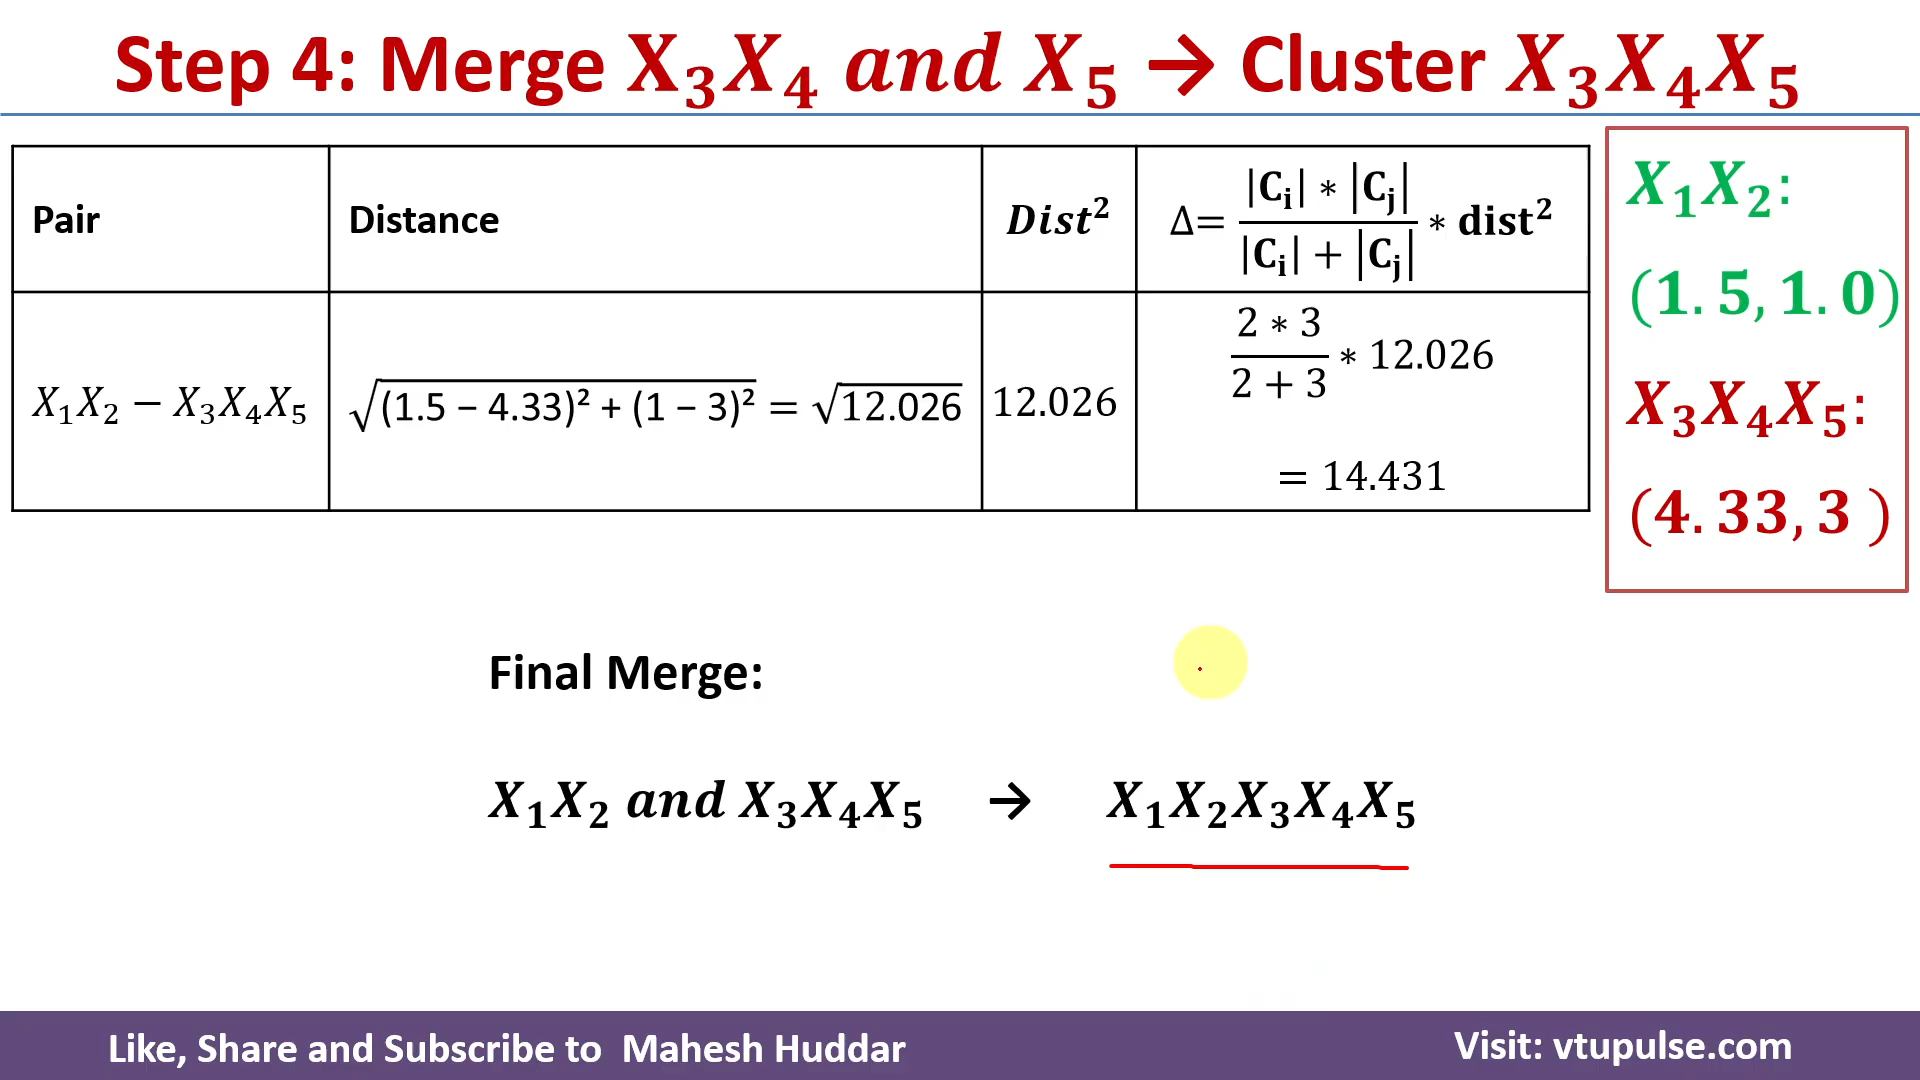 Step 4: Merge X₃X₄ and X₅ → Cluster X₃X₄X₅
Pair
Distance
Dist²
Δ= |Cᵢ| * |Cⱼ| / |Cᵢ| + |Cⱼ| * dist²
X₁X₂ − X₃X₄X₅
√(1.5 − 4.33)² + (1 − 3)² = √12.026
12.026
2 * 3 / 2 + 3 * 12.026
= 14.431
X₁X₂:
(1.5, 1.0)
X₃X₄X₅:
(4.33, 3 )
Final Merge:
X₁X₂ and X₃X₄X₅ → X₁X₂X₃X₄X₅
Like, Share and Subscribe to Mahesh Huddar
Visit: vtupulse.com